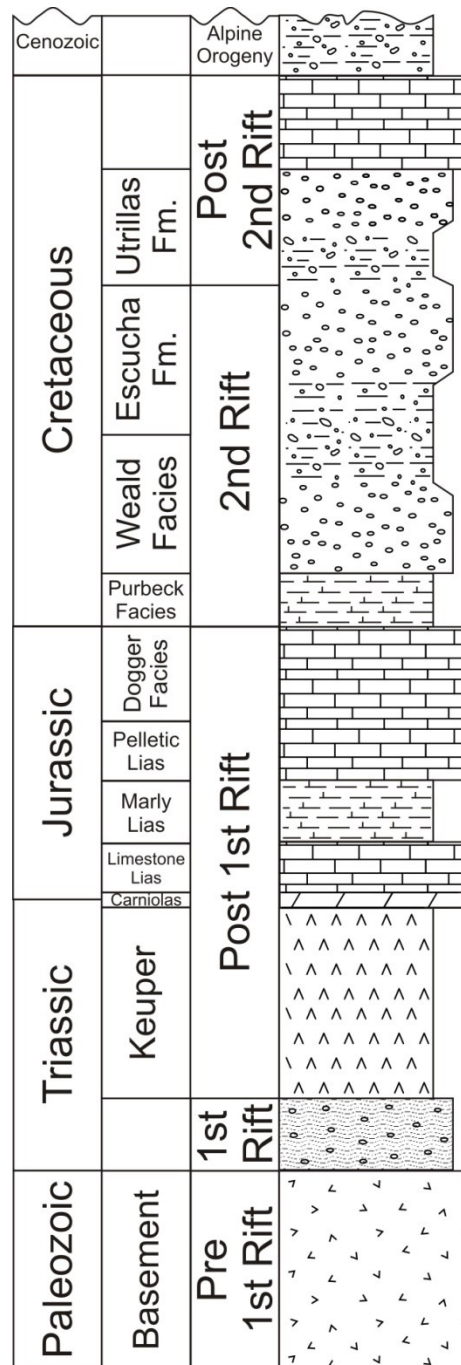 Cenozoic
Alpine
Orogeny
Cretaceous
Utrillas
Fm.
Escucha
Fm.
Weald
Facies
Purbeck
Facies
Post
2nd Rift
2nd Rift
Jurassic
Dogger
Facies
Pelletic
Lias
Marly
Lias
Limestone
Lias
Carniolas
Post 1st Rift
Triassic
Keuper
1st
Rift
Paleozoic
Basement
Pre
1st Rift